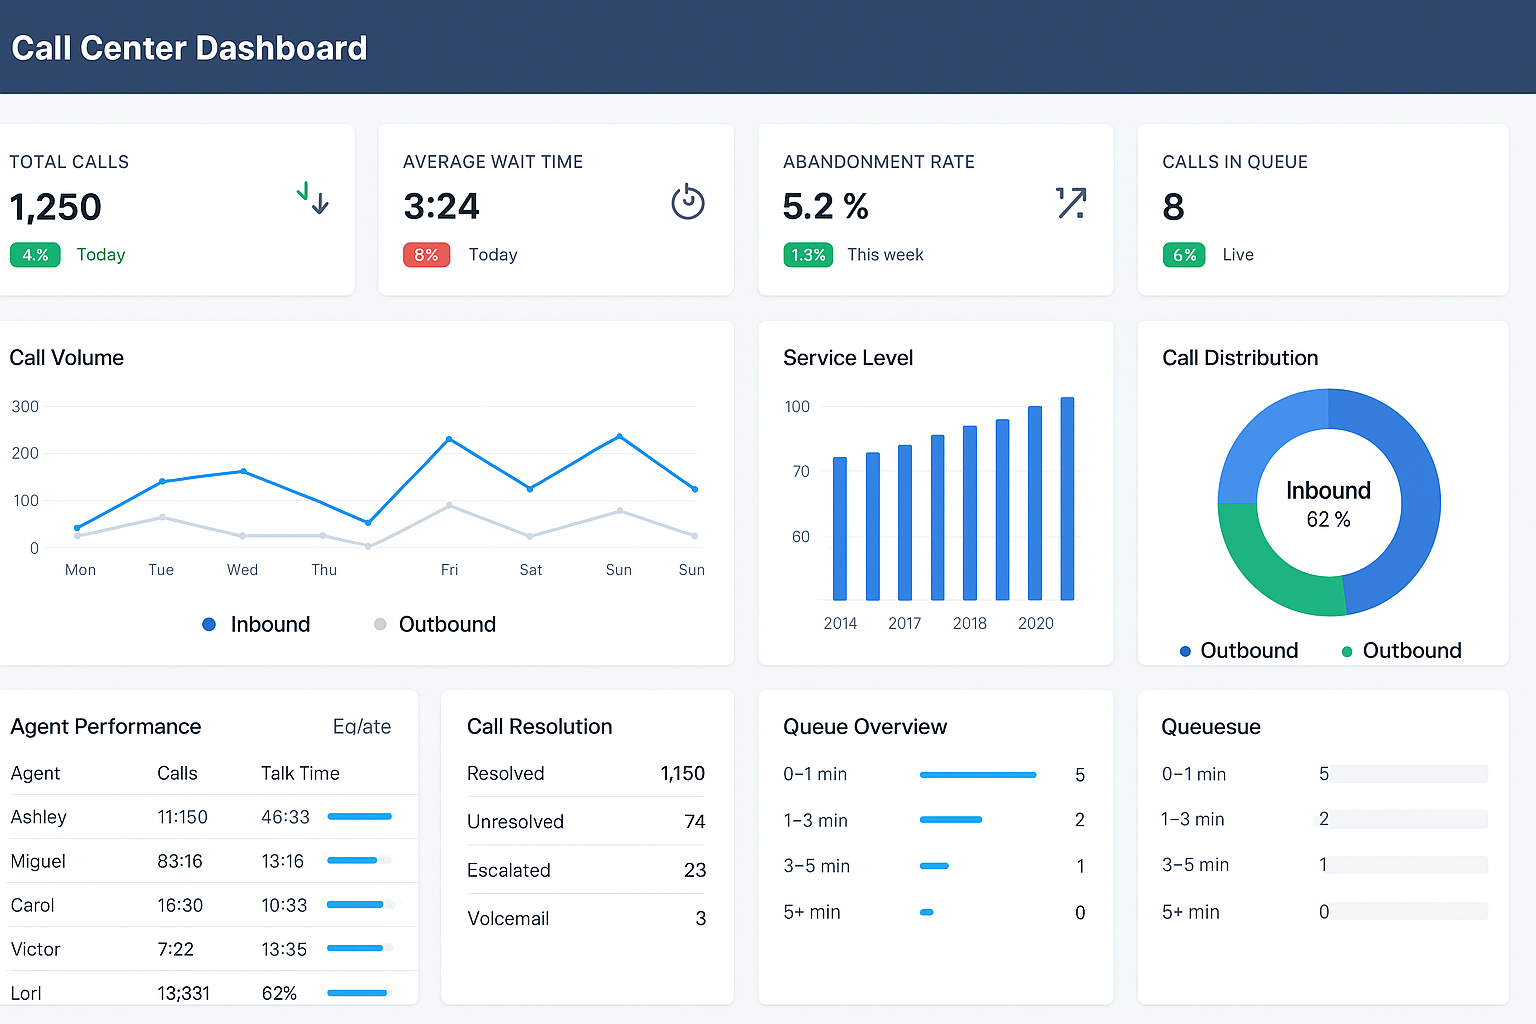 Call Center Dashboard
TOTAL CALLS
1,250
4.%
Today
AVERAGE WAIT TIME
3:24
8%
Today
ABANDONMENT RATE
5.2 %
1.3%
This week
CALLS IN QUEUE
8
6%
Live
Call Volume
300
200
100
0
Mon Tue Wed Thu Fri Sat Sun Sun
Inbound
Outbound
Service Level
100
70
60
2014 2017 2018 2020
Call Distribution
Inbound
62 %
Outbound
Outbound
Agent Performance Eq/ate
Agent Calls Talk Time
Ashley 11:150 46:33
Miguel 83:16 13:16
Carol 16:30 10:33
Victor 7:22 13:35
Lorl 13;331 62%
Call Resolution
Resolved 1,150
Unresolved 74
Escalated 23
Volcemail 3
Queue Overview
0–1 min 5
1–3 min 2
3–5 min 1
5+ min 0
Queuesue
0–1 min 5
1–3 min 2
3–5 min 1
5+ min 0